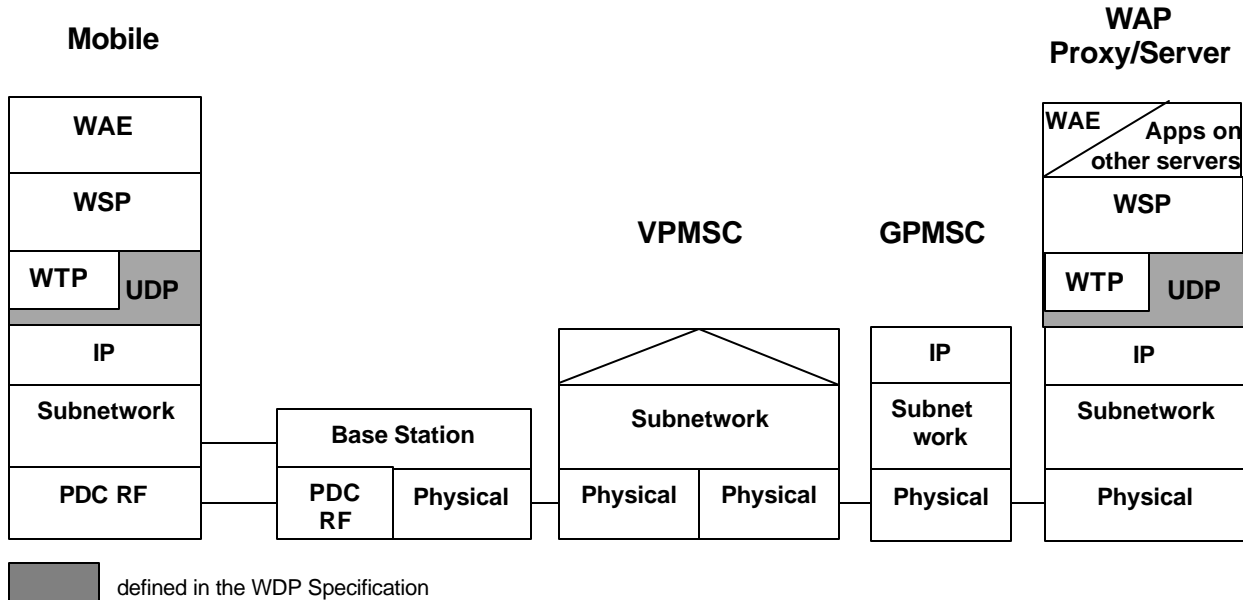 Mobile
WAE
WSP
WTP
UDP
IP
Subnetwork
PDC RF
Base Station
PDC
RF
Physical
VPMSC
Subnetwork
Physical
Physical
GPMSC
IP
Subnet
work
Physical
WAP
Proxy/Server
WAE
Apps on
other servers
WSP
WTP
UDP
IP
Subnetwork
Physical
defined in the WDP Specification